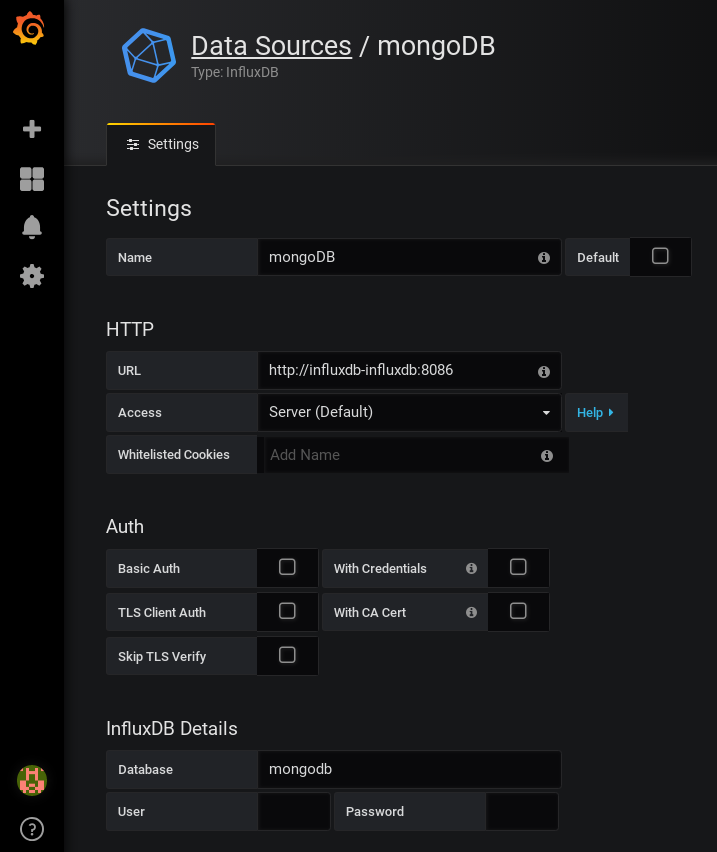 Data Sources / mongoDB
Type: InfluxDB
Settings
Settings
Name mongoDB Default
HTTP
URL http://influxdb-influxdb:8086
Access Server (Default) Help
Whitelisted Cookies Add Name
Auth
Basic Auth With Credentials
TLS Client Auth With CA Cert
Skip TLS Verify
InfluxDB Details
Database mongodb
User Password